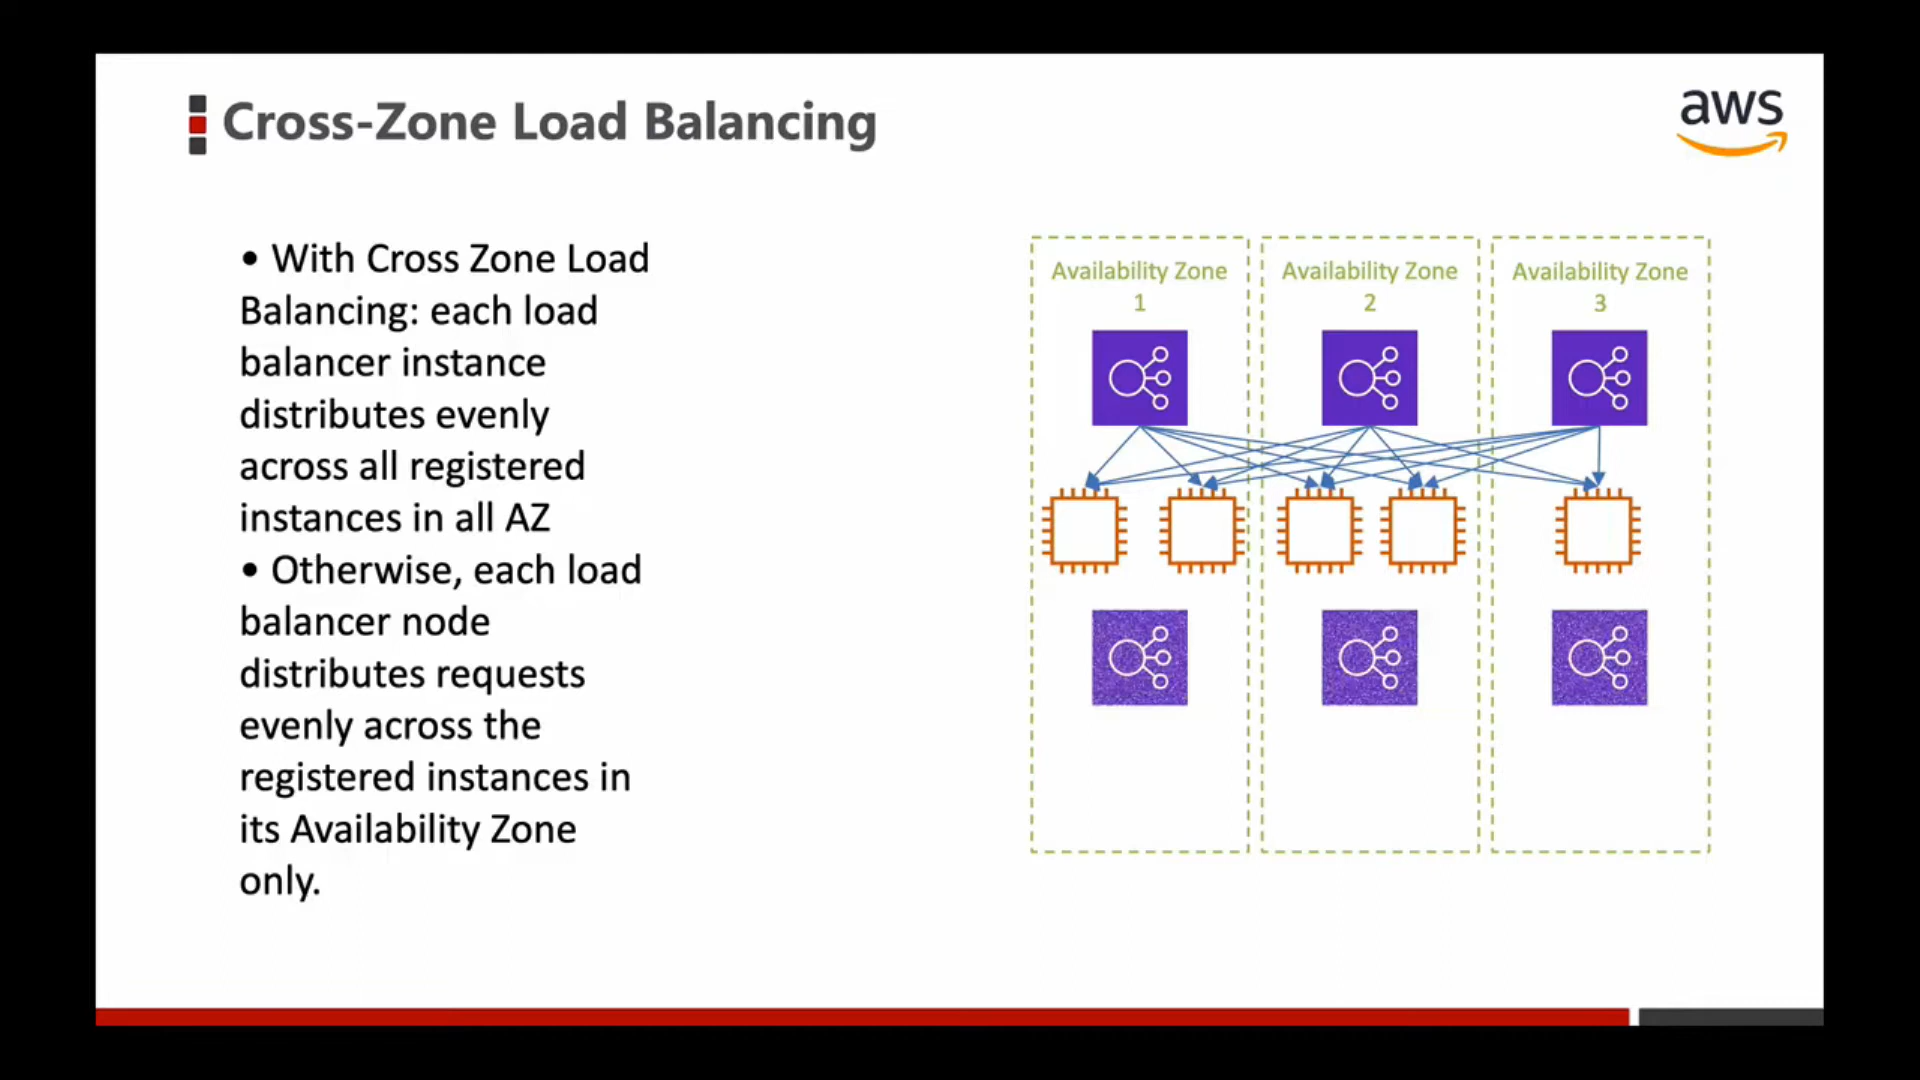 Cross-Zone Load Balancing
aws
• With Cross Zone Load
Balancing: each load
balancer instance
distributes evenly
across all registered
instances in all AZ
• Otherwise, each load
balancer node
distributes requests
evenly across the
registered instances in
its Availability Zone
only.
Availability Zone
1
Availability Zone
2
Availability Zone
3